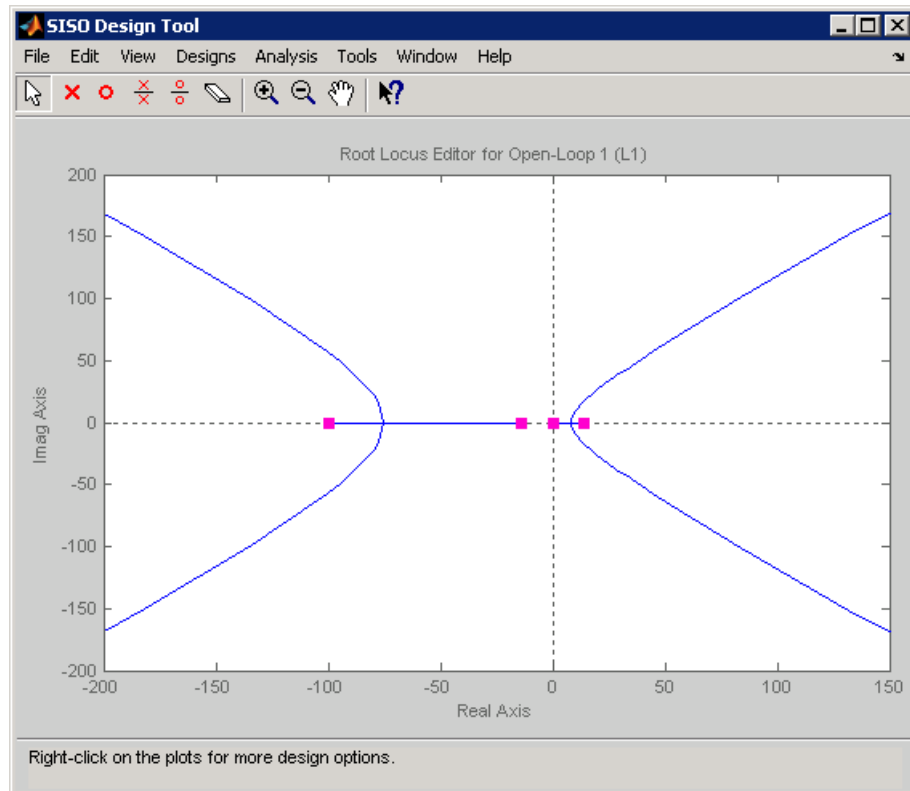 SISO Design Tool
File Edit View Designs Analysis Tools Window Help
Root Locus Editor for Open-Loop 1 (L1)
200
150
100
50
0
-50
-100
-150
-200
Imag Axis
-200 -150 -100 -50 0 50 100 150
Real Axis
Right-click on the plots for more design options.